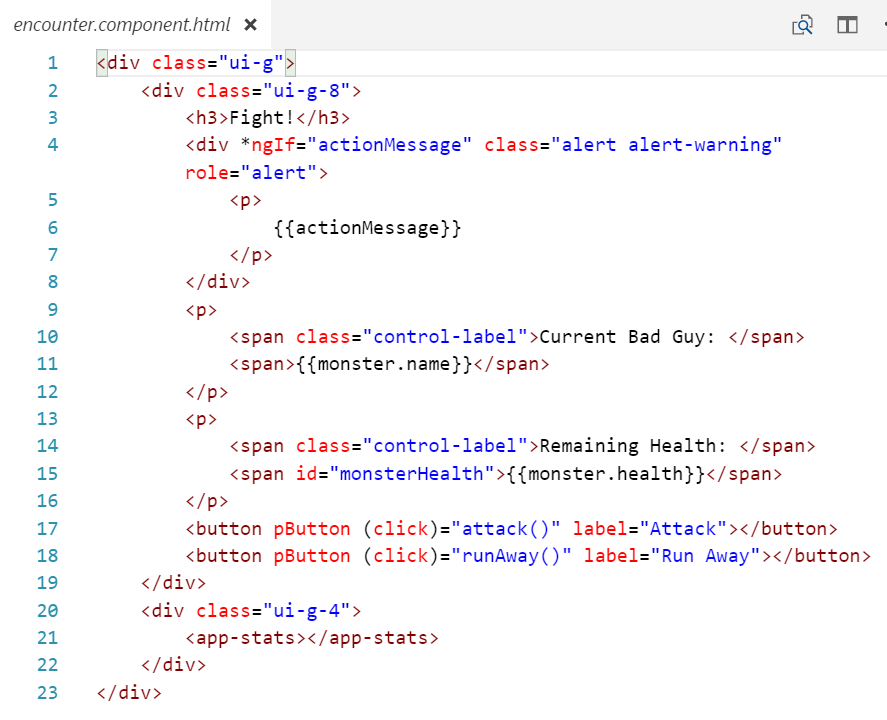 encounter.component.html
1 <div class="ui-g">
2     <div class="ui-g-8">
3         <h3>Fight!</h3>
4         <div *ngIf="actionMessage" class="alert alert-warning"
        role="alert">
5             <p>
6                 {{actionMessage}}
7             </p>
8         </div>
9         <p>
10             <span class="control-label">Current Bad Guy: </span>
11             <span>{{monster.name}}</span>
12         </p>
13         <p>
14             <span class="control-label">Remaining Health: </span>
15             <span id="monsterHealth">{{monster.health}}</span>
16         </p>
17         <button pButton (click)="attack()" label="Attack"></button>
18         <button pButton (click)="runAway()" label="Run Away"></button>
19     </div>
20     <div class="ui-g-4">
21         <app-stats></app-stats>
22     </div>
23 </div>